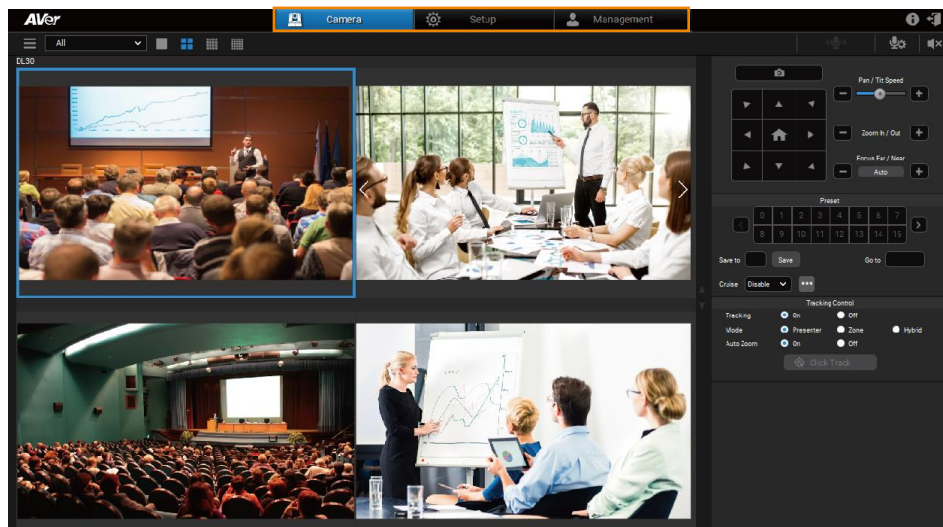 AVer
Camera
Setup
Management
All
DL30
Pan / Tilt Speed
Zoom In / Out
Focus Far / Near
Auto
Preset
0 1 2 3 4 5 6 7
8 9 10 11 12 13 14 15
Save to Save Go to
Cruise Disable
Tracking Control
Tracking On Off
Mode Presenter Zone Hybrid
Auto Zoom On Off
Click Track